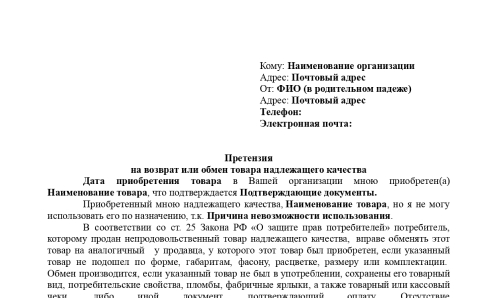 Кому: Наименование организации
Адрес: Почтовый адрес
От: ФИО (в родительном падеже)
Адрес: Почтовый адрес
Телефон:
Электронная почта:
Претензия
на возврат или обмен товара надлежащего качества
Дата приобретения товара в Вашей организации мною приобретен(а)
Наименование товара, что подтверждается Подтверждающие документы.
Приобретенный мною надлежащего качества, Наименование товара, но я не могу
использовать его по назначению, т.к. Причина невозможности использования.
В соответствии со ст. 25 Закона РФ «О защите прав потребителей» потребитель,
которому продан непродовольственный товар надлежащего качества, вправе обменять этот
товар на аналогичный у продавца, у которого этот товар был приобретен, если указанный
товар не подошел по форме, габаритам, фасону, расцветке, размеру или комплектации.
Обмен производится, если указанный товар не был в употреблении, сохранены его товарный
вид, потребительские свойства, пломбы, фабричные ярлыки, а также товарный или кассовый
чеки либо иной документ, подтверждающий оплату. Отсутствие